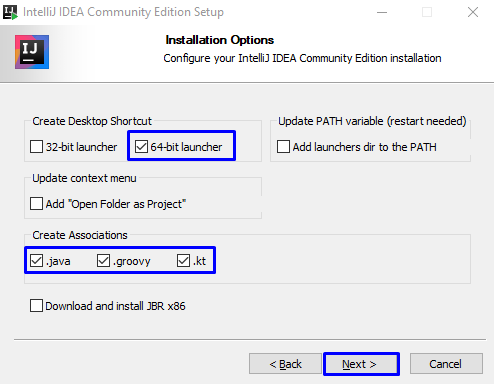 IntelliJ IDEA Community Edition Setup
IJ
Installation Options
Configure your IntelliJ IDEA Community Edition installation
Create Desktop Shortcut
32-bit launcher
64-bit launcher
Update PATH variable (restart needed)
Add launchers dir to the PATH
Update context menu
Add "Open Folder as Project"
Create Associations
.java
.groovy
.kt
Download and install JBR x86
< Back
Next >
Cancel